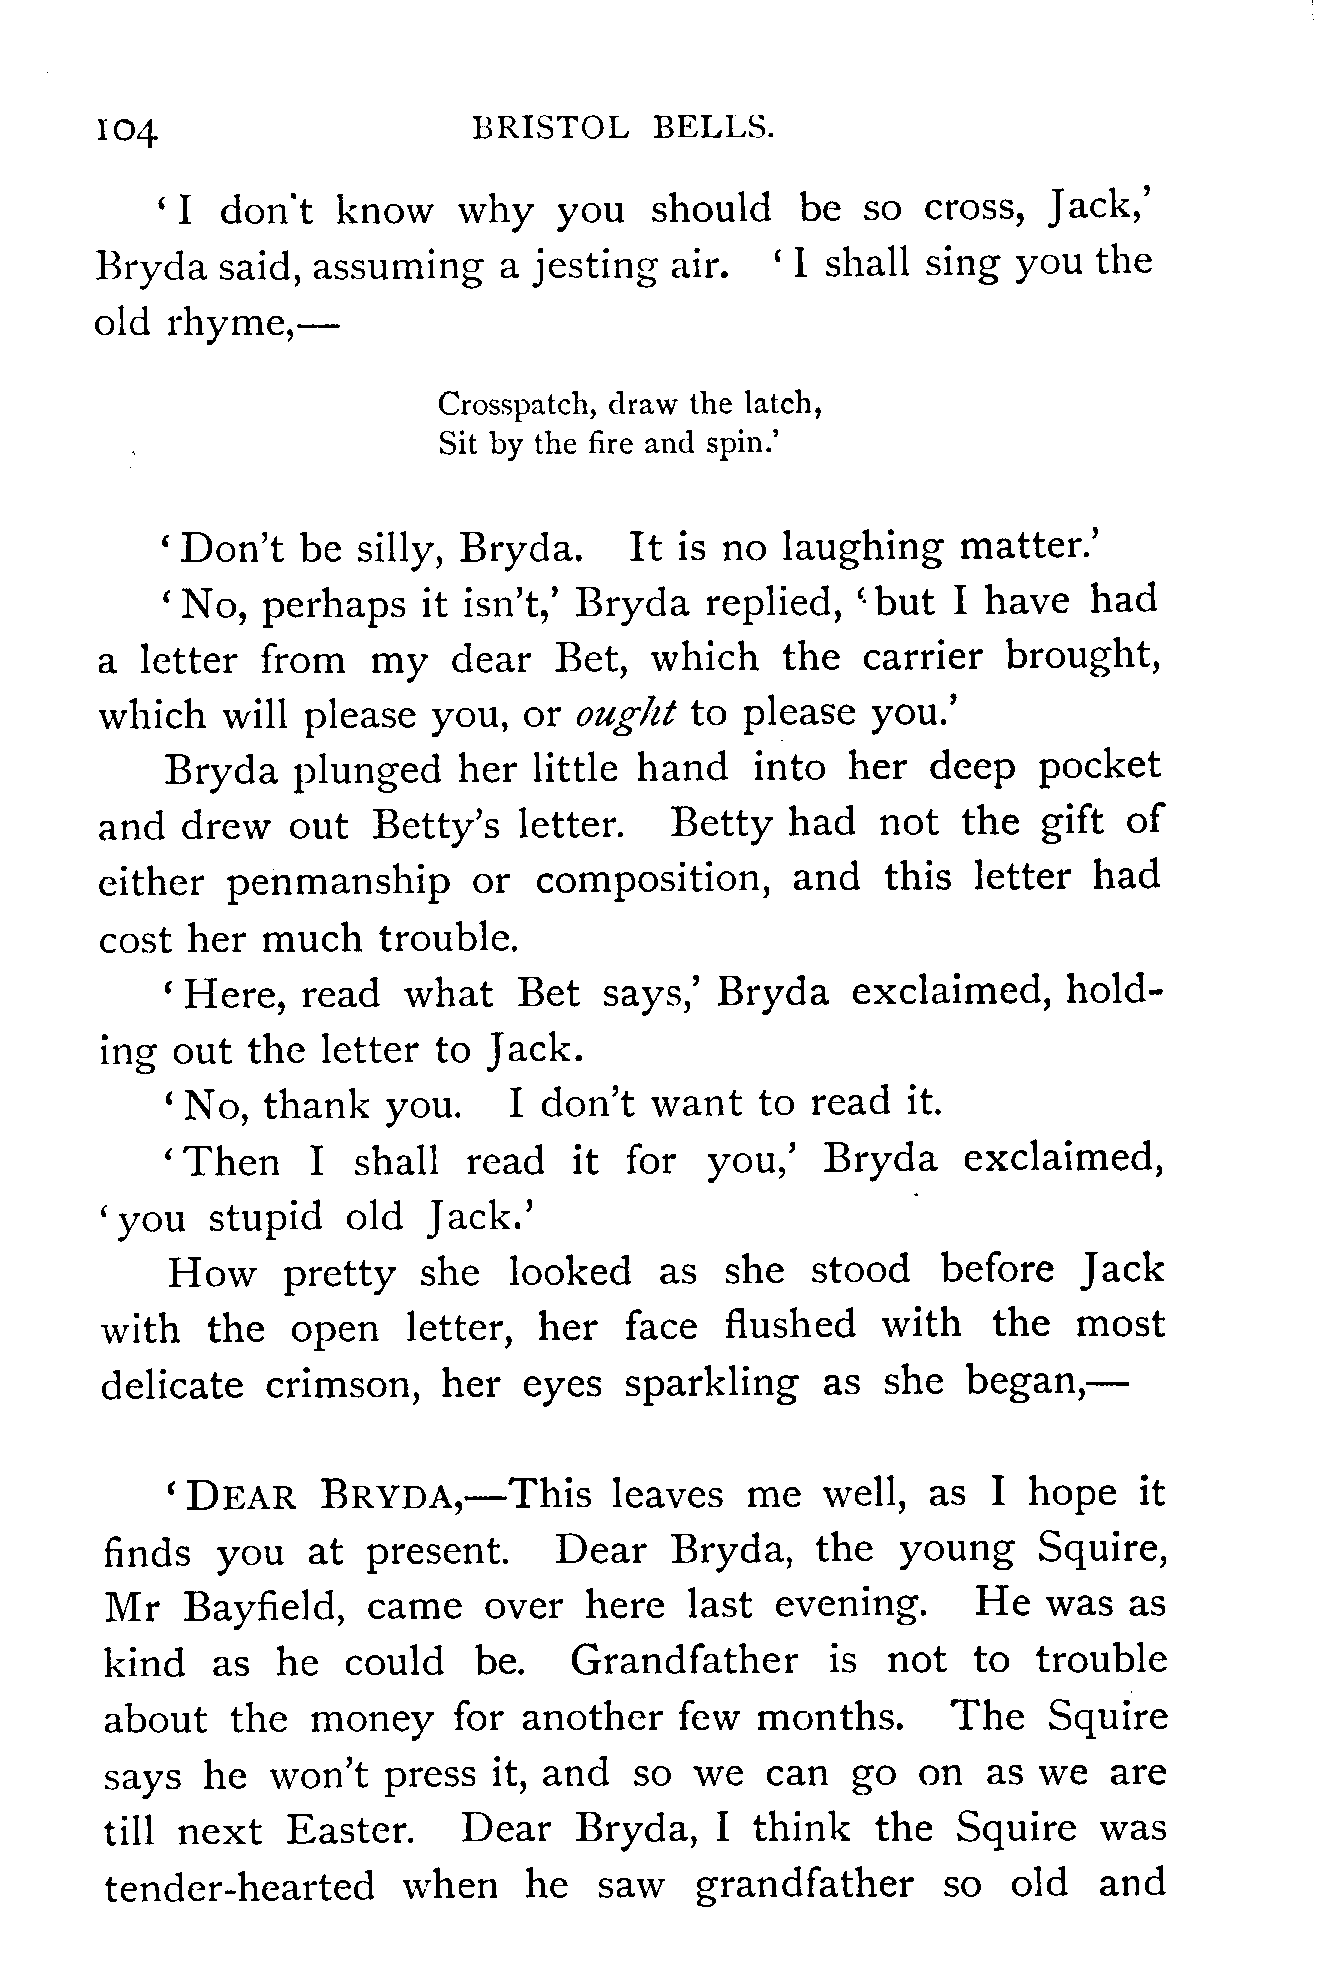 104 BRISTOL BELLS.
‘ I don't know why you should be so cross, Jack,’
Bryda said, assuming a jesting air. ‘ I shall sing you the
old rhyme,—
Crosspatch, draw the latch,
Sit by the fire and spin.’
‘ Don’t be silly, Bryda. It is no laughing matter.’
‘ No, perhaps it isn’t,’ Bryda replied, ‘ but I have had
a letter from my dear Bet, which the carrier brought,
which will please you, or ought to please you.’
Bryda plunged her little hand into her deep pocket
and drew out Betty’s letter. Betty had not the gift of
either penmanship or composition, and this letter had
cost her much trouble.
‘ Here, read what Bet says,’ Bryda exclaimed, hold-
ing out the letter to Jack.
‘ No, thank you. I don’t want to read it.
‘ Then I shall read it for you,’ Bryda exclaimed,
‘ you stupid old Jack.’
How pretty she looked as she stood before Jack
with the open letter, her face flushed with the most
delicate crimson, her eyes sparkling as she began,—
‘ DEAR BRYDA,—This leaves me well, as I hope it
finds you at present. Dear Bryda, the young Squire,
Mr Bayfield, came over here last evening. He was as
kind as he could be. Grandfather is not to trouble
about the money for another few months. The Squire
says he won’t press it, and so we can go on as we are
till next Easter. Dear Bryda, I think the Squire was
tender-hearted when he saw grandfather so old and